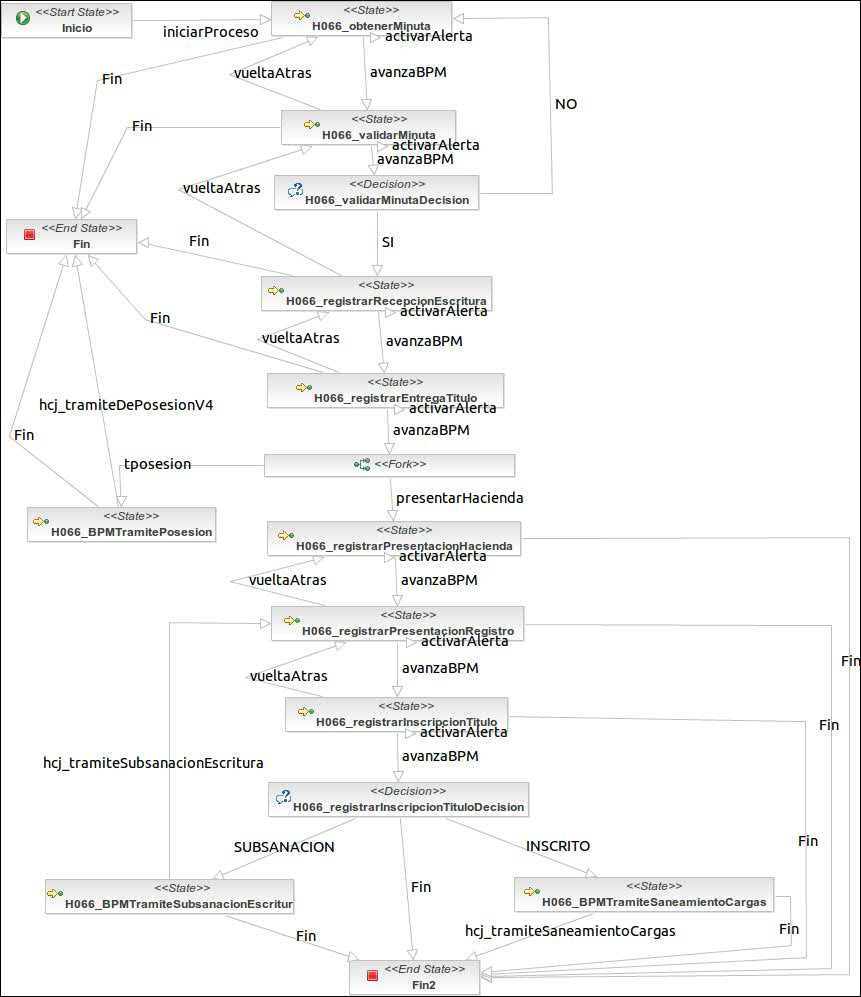 <<Start State>>
Inicio
iniciarProceso
<<State>>
H066_obtenerMinuta
activarAlerta
vueltaAtras
avanzaBPM
Fin
NO
Fin
<<State>>
H066_validarMinuta
activarAlerta
avanzaBPM
vueltaAtras
<<Decision>>
H066_validarMinutaDecision
<<End State>>
Fin
Fin
SI
<<State>>
H066_registrarRecepcionEscritura
activarAlerta
Fin
vueltaAtras
avanzaBPM
<<State>>
H066_registrarEntregaTitulo
activarAlerta
hcj_tramiteDePosesionV4
Fin
avanzaBPM
tposesion
<<Fork>>
presentarHacienda
<<State>>
H066_BPMTramitePosesion
<<State>>
H066_registrarPresentacionHacienda
activarAlerta
vueltaAtras
avanzaBPM
<<State>>
H066_registrarPresentacionRegistro
activarAlerta
Fin
vueltaAtras
avanzaBPM
<<State>>
H066_registrarInscripcionTitulo
activarAlerta
Fin
hcj_tramiteSubsanacionEscritura
avanzaBPM
<<Decision>>
H066_registrarInscripcionTituloDecision
SUBSANACION
INSCRITO
Fin
<<State>>
H066_BPMTramiteSubsanacionEscritur
Fin
<<State>>
H066_BPMTramiteSaneamientoCargas
Fin
hcj_tramiteSaneamientoCargas
Fin
<<End State>>
Fin2